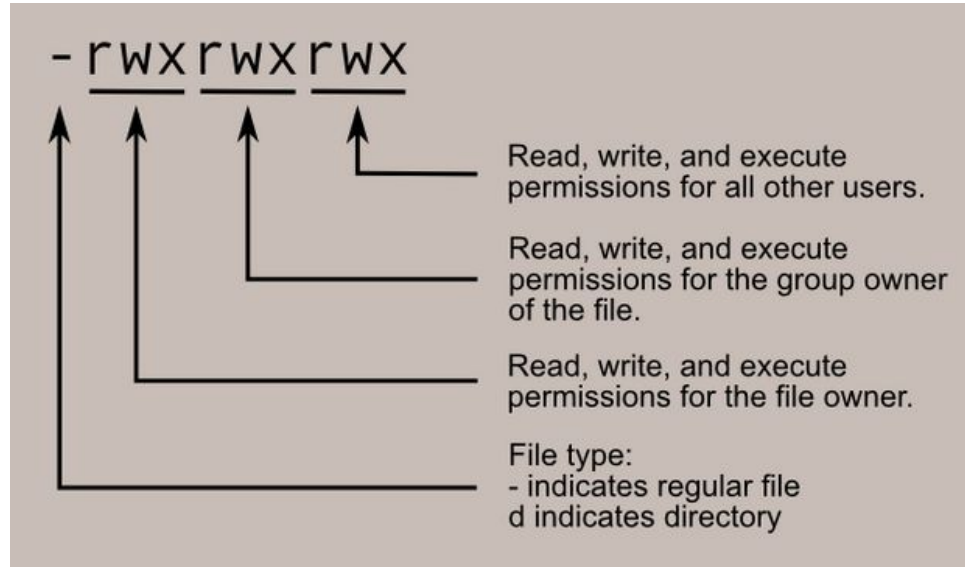 -rwxrwxrwx
Read, write, and execute
permissions for all other users.
Read, write, and execute
permissions for the group owner
of the file.
Read, write, and execute
permissions for the file owner.
File type:
- indicates regular file
d indicates directory